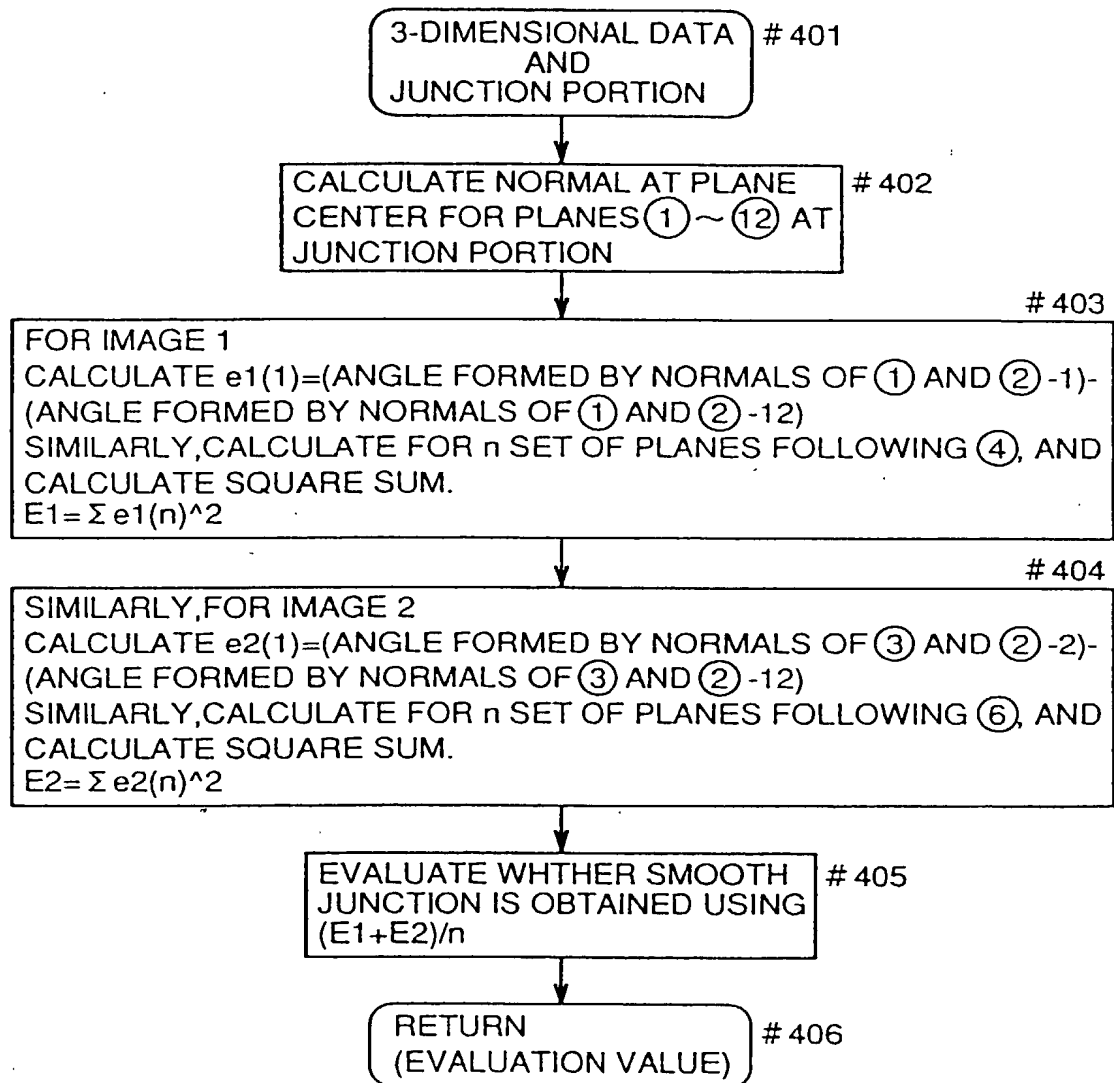 3-DIMENSIONAL DATA
AND
JUNCTION PORTION
# 401
CALCULATE NORMAL AT PLANE
CENTER FOR PLANES ① ~ ⑫ AT
JUNCTION PORTION
# 402
# 403
FOR IMAGE 1
CALCULATE e1(1)=(ANGLE FORMED BY NORMALS OF ① AND ② -1)-
(ANGLE FORMED BY NORMALS OF ① AND ② -12)
SIMILARLY,CALCULATE FOR n SET OF PLANES FOLLOWING ④, AND
CALCULATE SQUARE SUM.
E1= Σ e1(n)^2
# 404
SIMILARLY,FOR IMAGE 2
CALCULATE e2(1)=(ANGLE FORMED BY NORMALS OF ③ AND ② -2)-
(ANGLE FORMED BY NORMALS OF ③ AND ② -12)
SIMILARLY,CALCULATE FOR n SET OF PLANES FOLLOWING ⑥, AND
CALCULATE SQUARE SUM.
E2= Σ e2(n)^2
EVALUATE WHTHER SMOOTH
JUNCTION IS OBTAINED USING
(E1+E2)/n
# 405
RETURN
(EVALUATION VALUE)
# 406